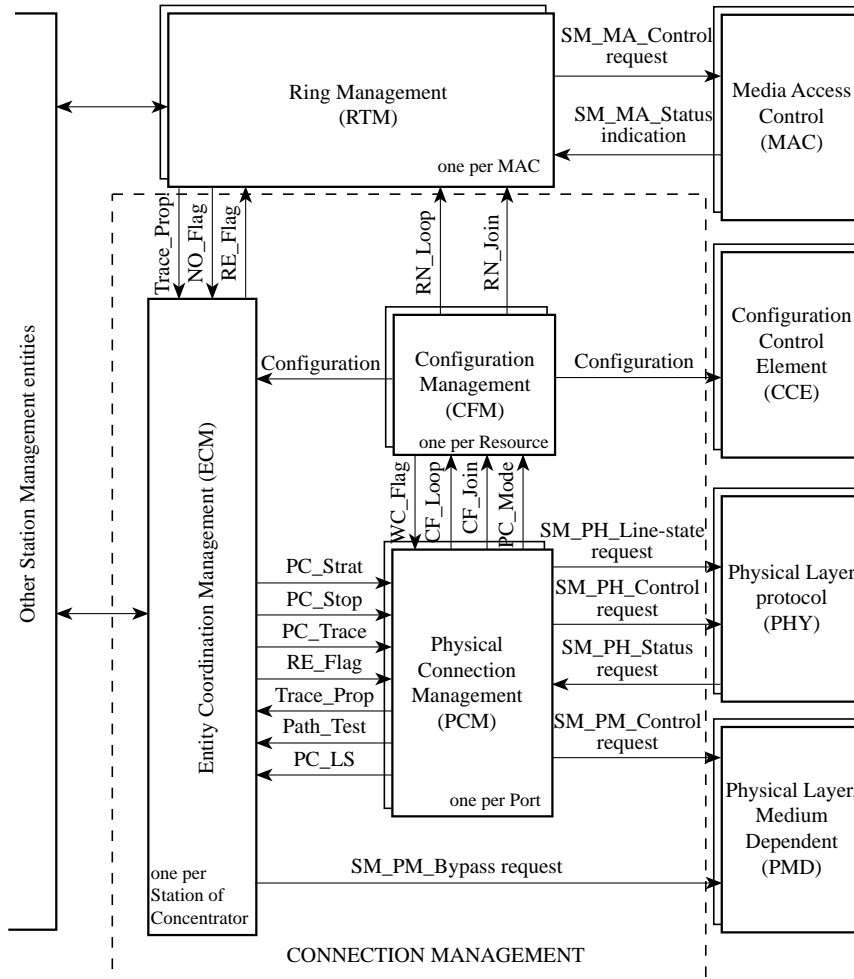 Other Station Management entities
Ring Management
(RTM)
one per MAC
SM_MA_Control
request
SM_MA_Status
indication
Media Access
Control
(MAC)
Trace_Prop
NO_Flag
RE_Flag
RN_Loop
RN_Join
Entity Coordination Management (ECM)
one per
Station of
Concentrator
Configuration
Configuration
Management
(CFM)
one per Resource
Configuration
Configuration
Control
Element
(CCE)
WC_Flag
CF_Loop
CF_Join
PC_Mode
PC_Strat
PC_Stop
PC_Trace
RE_Flag
Trace_Prop
Path_Test
PC_LS
Physical
Connection
Management
(PCM)
one per Port
SM_PH_Line-state
request
SM_PH_Control
request
SM_PH_Status
request
SM_PM_Control
request
Physical Layer
protocol
(PHY)
Physical Layer
Medium
Dependent
(PMD)
SM_PM_Bypass request
CONNECTION MANAGEMENT